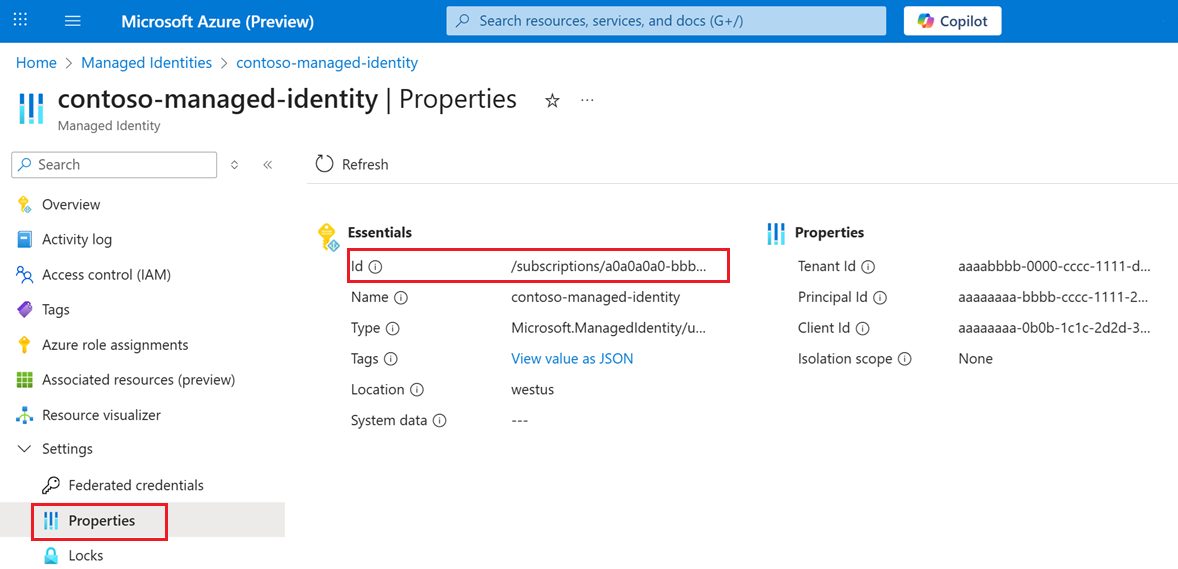 Microsoft Azure (Preview)
Search resources, services, and docs (G+/)
Copilot
Home > Managed Identities > contoso-managed-identity
contoso-managed-identity | Properties
Managed Identity
Search
Refresh
Overview
Activity log
Access control (IAM)
Tags
Azure role assignments
Associated resources (preview)
Resource visualizer
Settings
Federated credentials
Properties
Locks
Essentials
Id /subscriptions/a0a0a0a0-bbb...
Name contoso-managed-identity
Type Microsoft.ManagedIdentity/u...
Tags View value as JSON
Location westus
System data ---
Properties
Tenant Id aaaabbbb-0000-cccc-1111-d...
Principal Id aaaaaaaa-bbbb-cccc-1111-2...
Client Id aaaaaaaa-0b0b-1c1c-2d2d-3...
Isolation scope None